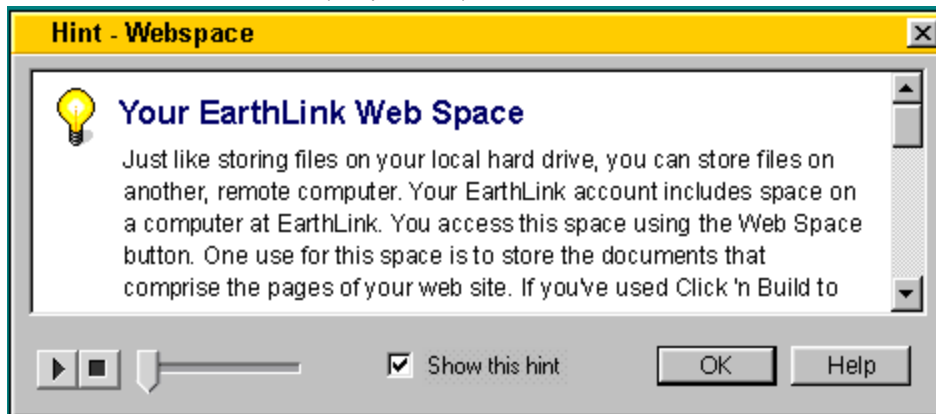 Hint - Webspace
Your EarthLink Web Space
Just like storing files on your local hard drive, you can store files on
another, remote computer. Your EarthLink account includes space on
a computer at EarthLink. You access this space using the Web Space
button. One use for this space is to store the documents that
comprise the pages of your web site. If you've used Click 'n Build to
Show this hint
OK
Help